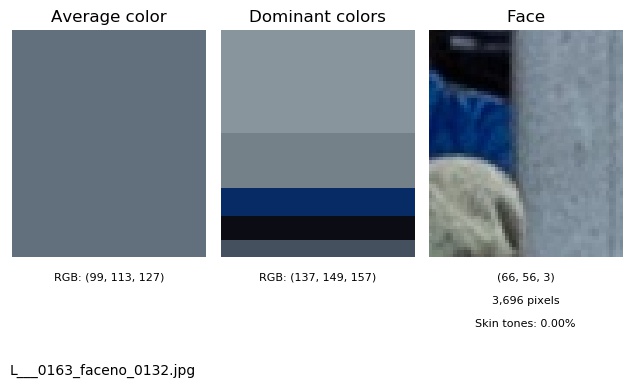 Average color
Dominant colors
Face
RGB: (99, 113, 127)
RGB: (137, 149, 157)
(66, 56, 3)
3,696 pixels
Skin tones: 0.00%
L___0163_faceno_0132.jpg